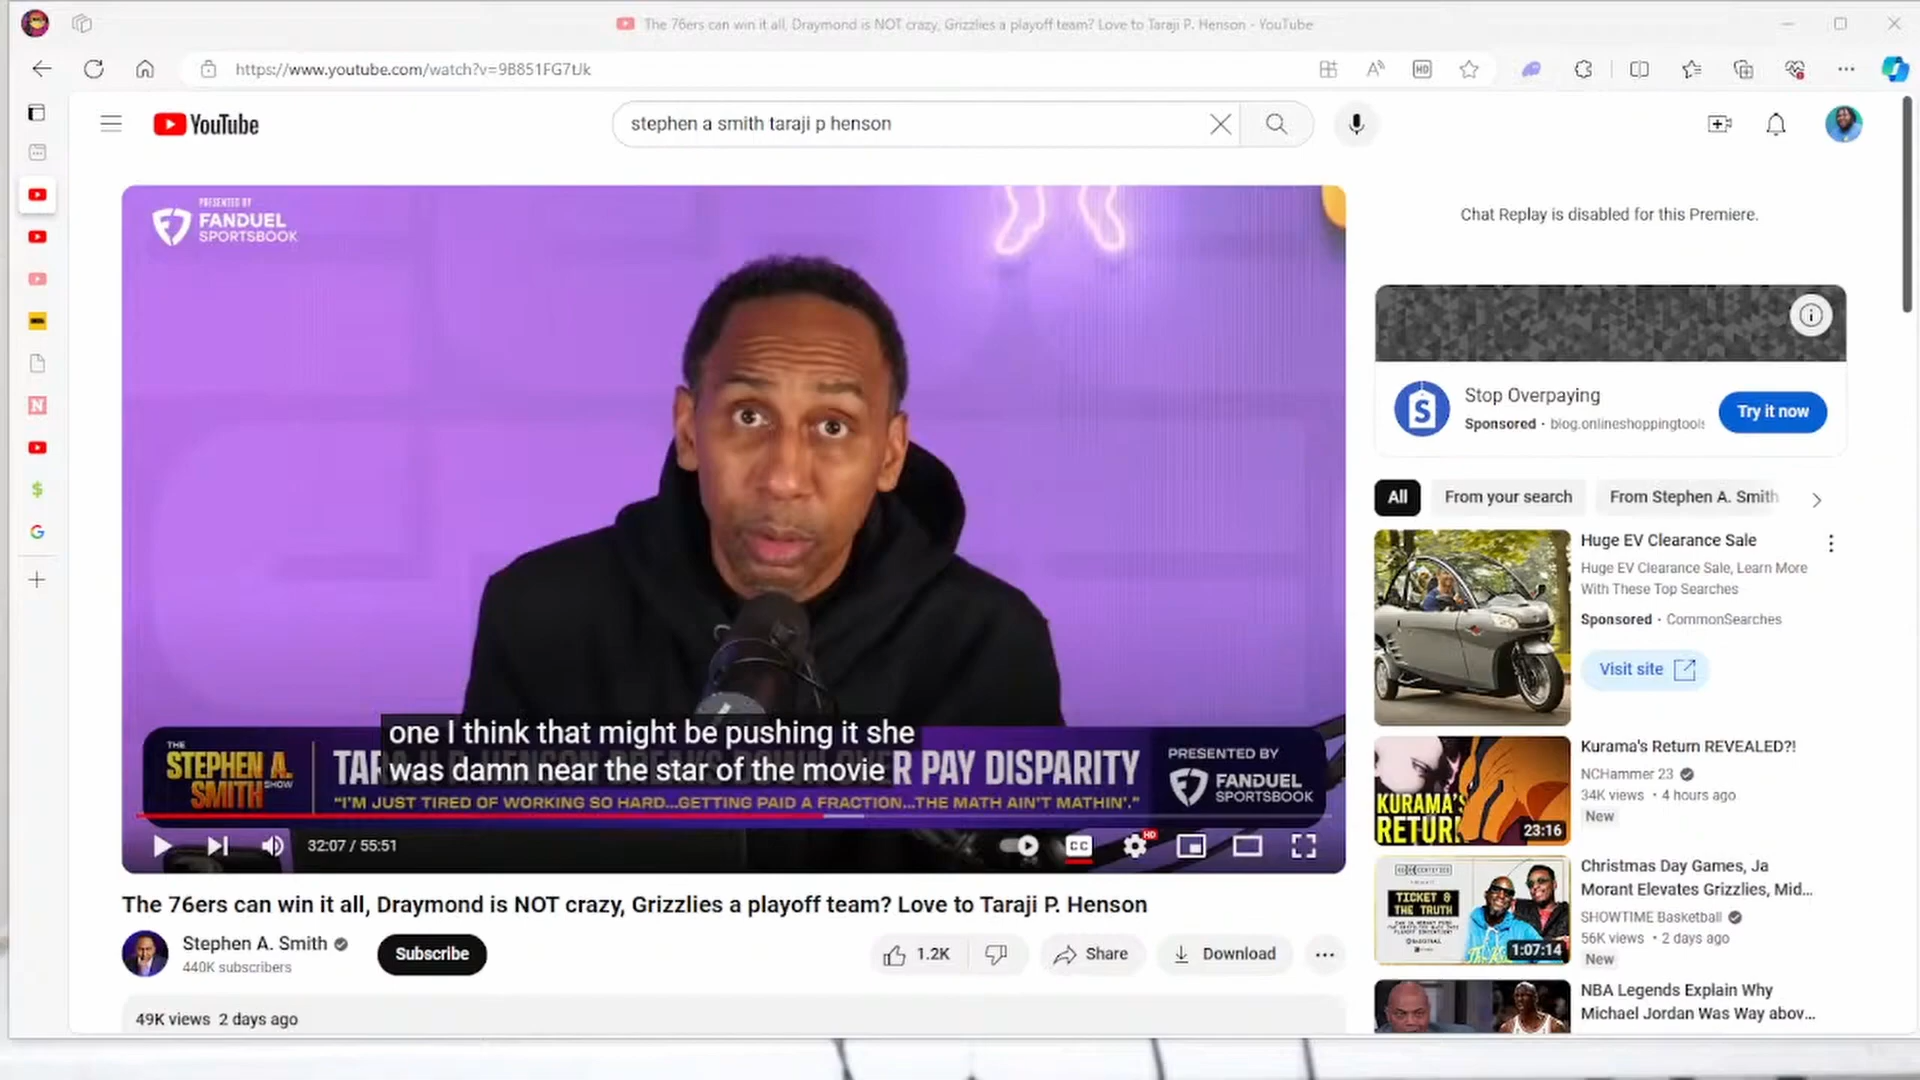 The 76ers can win it all, Draymond is NOT crazy, Grizzlies a playoff team? Love to Taraji P. Henson - YouTube
https://www.youtube.com/watch?v=9B851FG7Uk
YouTube
stephen a smith taraji p henson
PRESENTED BY
FANDUEL
SPORTSBOOK
one I think that might be pushing it she
was damn near the star of the movie
THE
STEPHEN A.
SMITH
SHOW
R PAY DISPARITY
"I'M JUST TIRED OF WORKING SO HARD...GETTING PAID A FRACTION...THE MATH AIN'T MATHIN'."
PRESENTED BY
FANDUEL
SPORTSBOOK
32:07 / 55:51
CC
HD
The 76ers can win it all, Draymond is NOT crazy, Grizzlies a playoff team? Love to Taraji P. Henson
Stephen A. Smith
440K subscribers
Subscribe
1.2K
Share
Download
49K views 2 days ago
Chat Replay is disabled for this Premiere.
Stop Overpaying
Sponsored · blog.onlineshoppingtools
Try it now
All
From your search
From Stephen A. Smith
Huge EV Clearance Sale
Huge EV Clearance Sale, Learn More
With These Top Searches
Sponsored · CommonSearches
Visit site
KURAMA'S
RETURN
23:16
Kurama's Return REVEALED?!
NCHammer 23
34K views · 4 hours ago
New
TICKET &
THE TRUTH
1:07:14
Christmas Day Games, Ja
Morant Elevates Grizzlies, Mid...
SHOWTIME Basketball
56K views · 2 days ago
New
NBA Legends Explain Why
Michael Jordan Was Way abov...